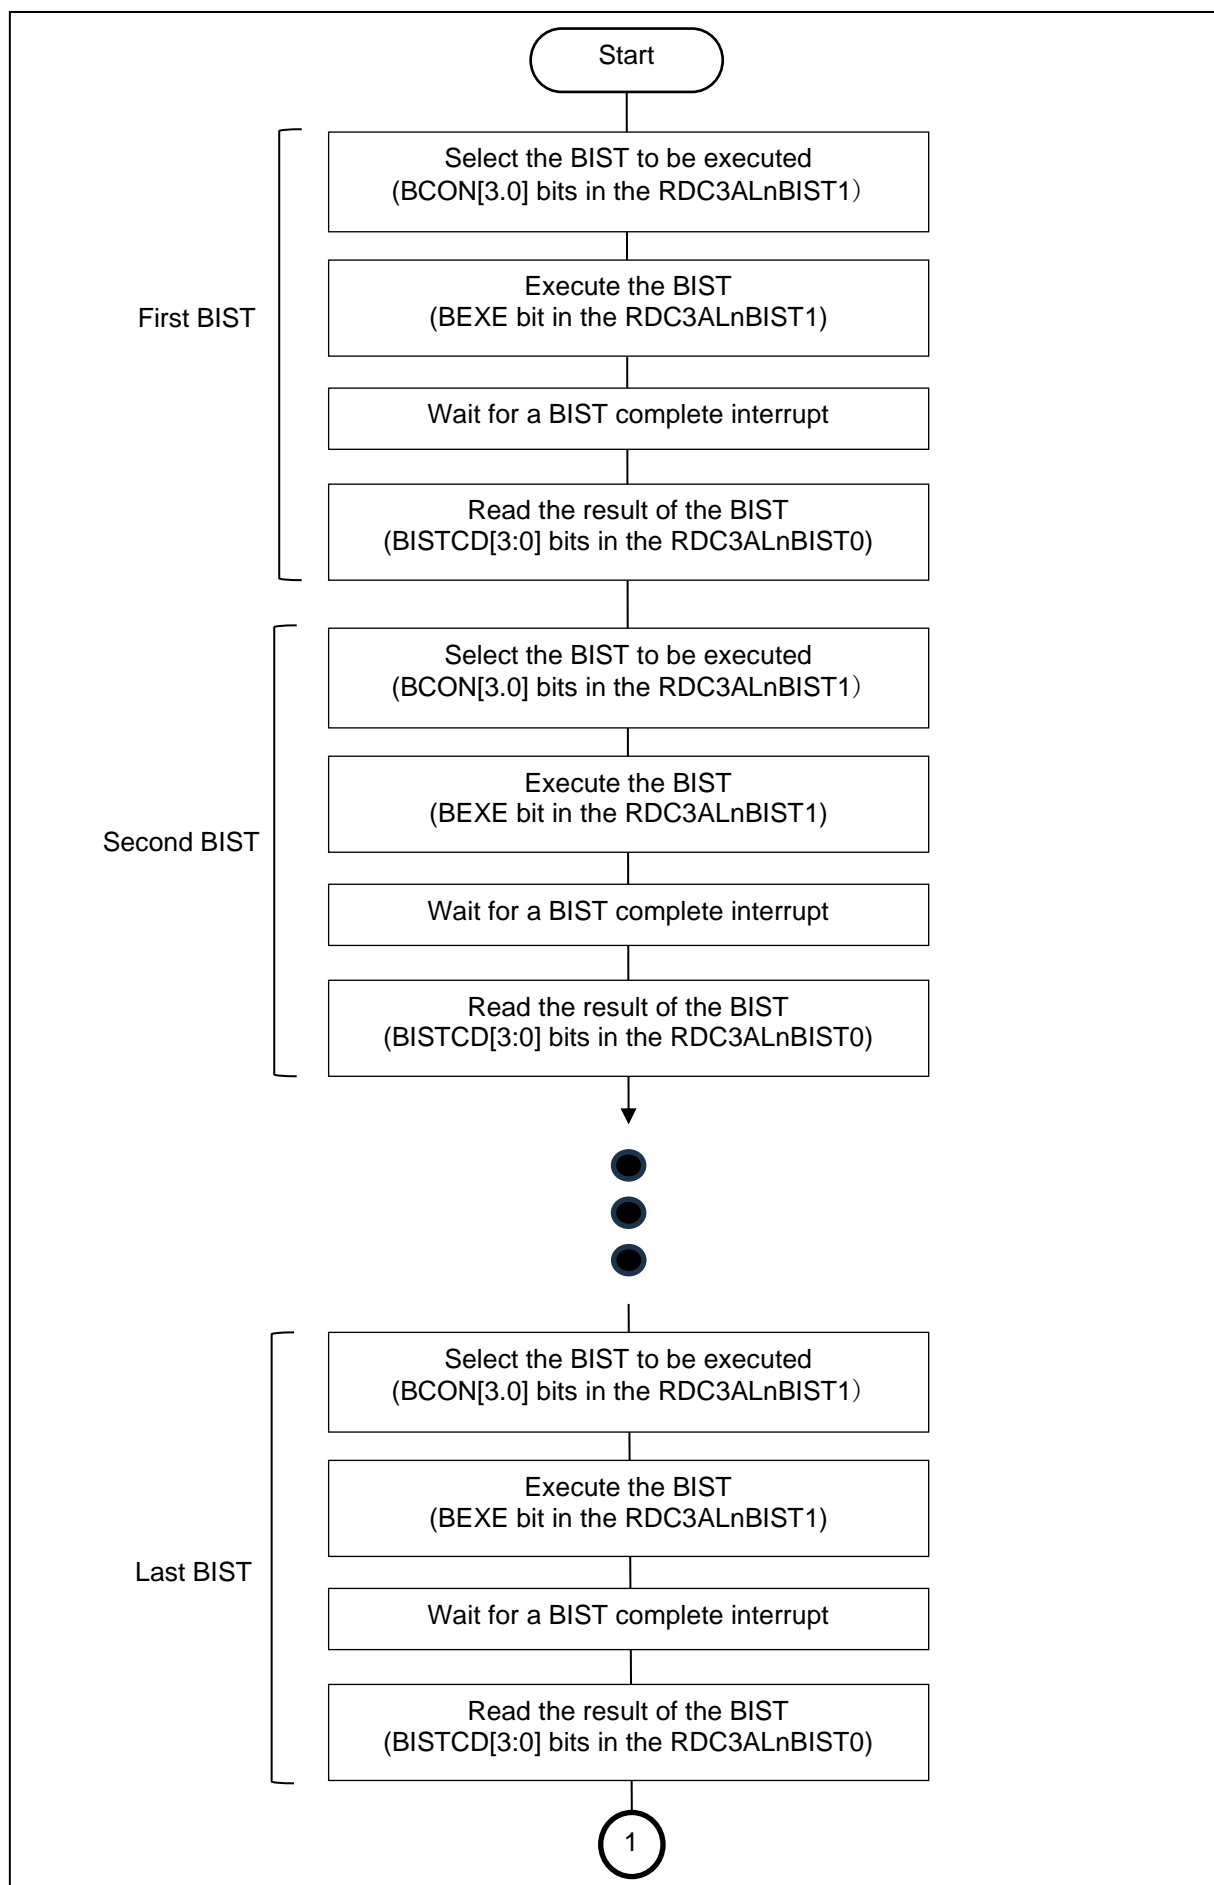 Start
Select the BIST to be executed
(BCON[3.0] bits in the RDC3ALnBIST1）
Execute the BIST
(BEXE bit in the RDC3ALnBIST1)
First BIST
Wait for a BIST complete interrupt
Read the result of the BIST
(BISTCD[3:0] bits in the RDC3ALnBIST0)
Select the BIST to be executed
(BCON[3.0] bits in the RDC3ALnBIST1）
Execute the BIST
(BEXE bit in the RDC3ALnBIST1)
Second BIST
Wait for a BIST complete interrupt
Read the result of the BIST
(BISTCD[3:0] bits in the RDC3ALnBIST0)
Select the BIST to be executed
(BCON[3.0] bits in the RDC3ALnBIST1）
Execute the BIST
(BEXE bit in the RDC3ALnBIST1)
Last BIST
Wait for a BIST complete interrupt
Read the result of the BIST
(BISTCD[3:0] bits in the RDC3ALnBIST0)
1